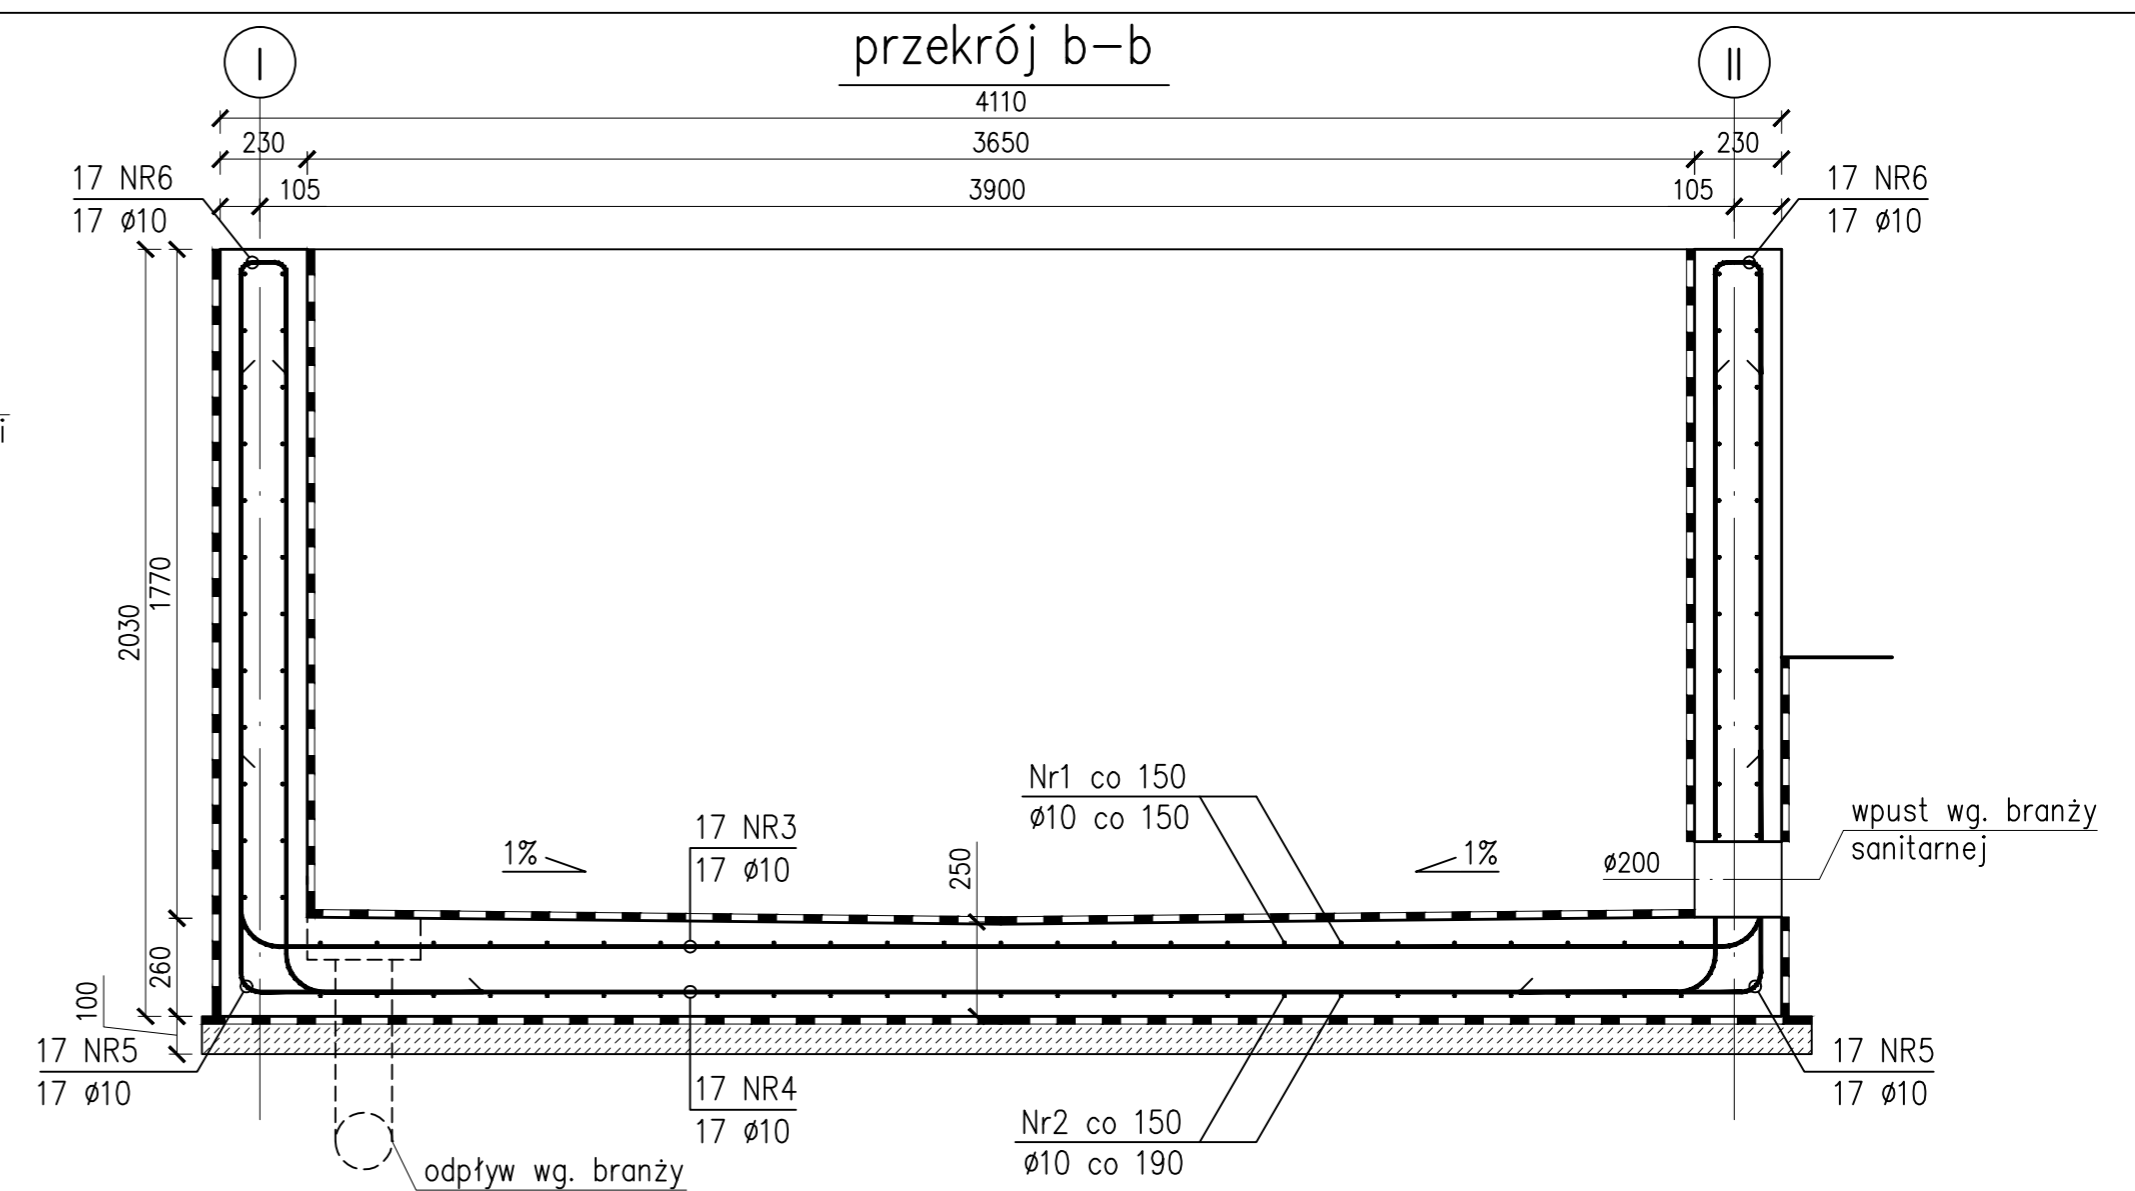 I
przekrój b-b
II
4110
230
3650
230
17 NR6
17 ø10
105
3900
105
17 NR6
17 ø10
i
2030
1770
Nr1 co 150
ø10 co 150
wpust wg. branży
sanitarnej
17 NR3
17 ø10
1%
250
1%
ø200
260
100
17 NR5
17 ø10
17 NR5
17 ø10
17 NR4
17 ø10
Nr2 co 150
ø10 co 190
odpływ wg. branży